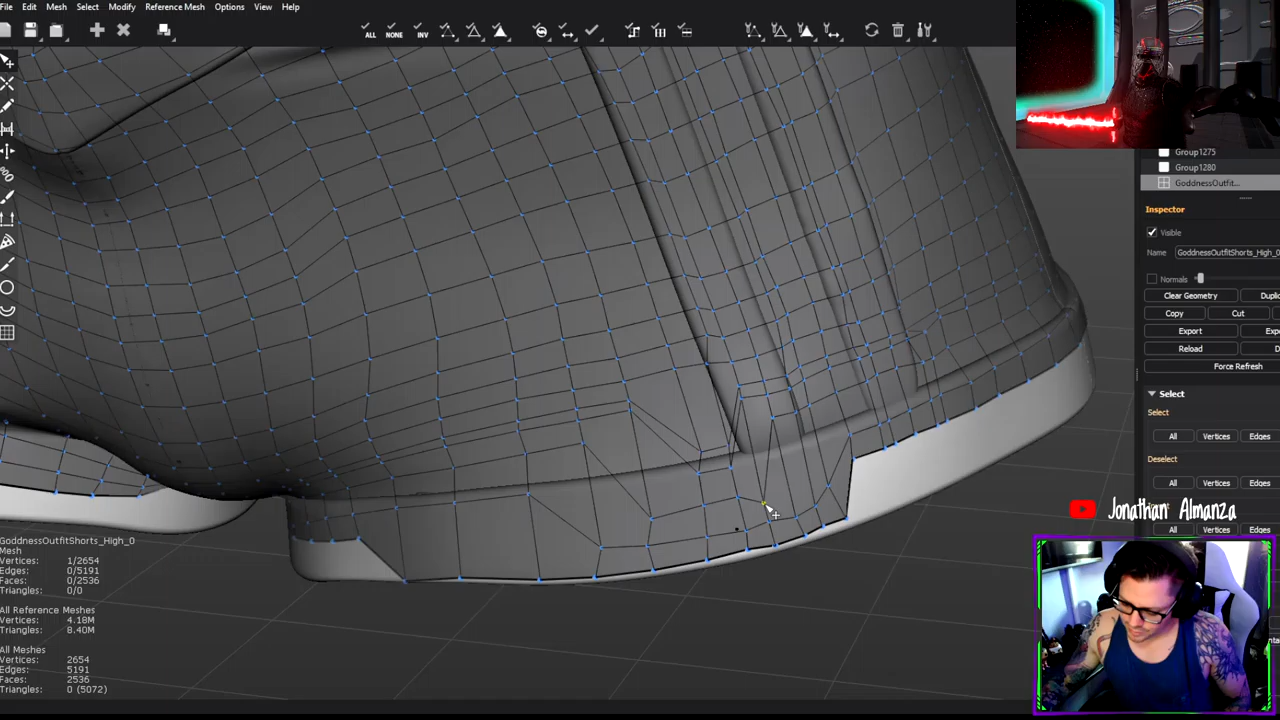 File Edit Mesh Select Modify Reference Mesh Options View Help
ALL NONE INV
Group1275
Group1280
GoddnessOutfit...
Inspector
Visible
Name GoddnessOutfitShorts_High_0
Normals
Clear Geometry
Copy Cut
Export
Reload
Force Refresh
Select
Select
All Vertices Edges
Deselect
All Vertices Edges
Jonathan Almanza
All Vertices Edges
GoddnessOutfitShorts_High_0
Mesh
Vertices: 1/2654
Edges: 0/5191
Faces: 0/2536
Triangles: 0/0
All Reference Meshes
Vertices: 4.18M
Triangles: 8.40M
All Meshes
Vertices: 2654
Edges: 5191
Faces: 2536
Triangles: 0 (5072)